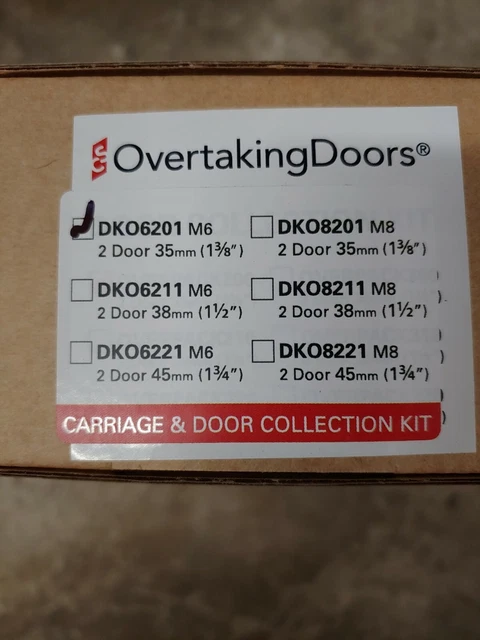 OvertakingDoors®
DKO6201 M6
2 Door 35mm (1⅜")
DKO8201 M8
2 Door 35mm (1⅜")
DKO6211 M6
2 Door 38mm (1½")
DKO8211 M8
2 Door 38mm (1½")
DKO6221 M6
2 Door 45mm (1¾")
DKO8221 M8
2 Door 45mm (1¾")
CARRIAGE & DOOR COLLECTION KIT